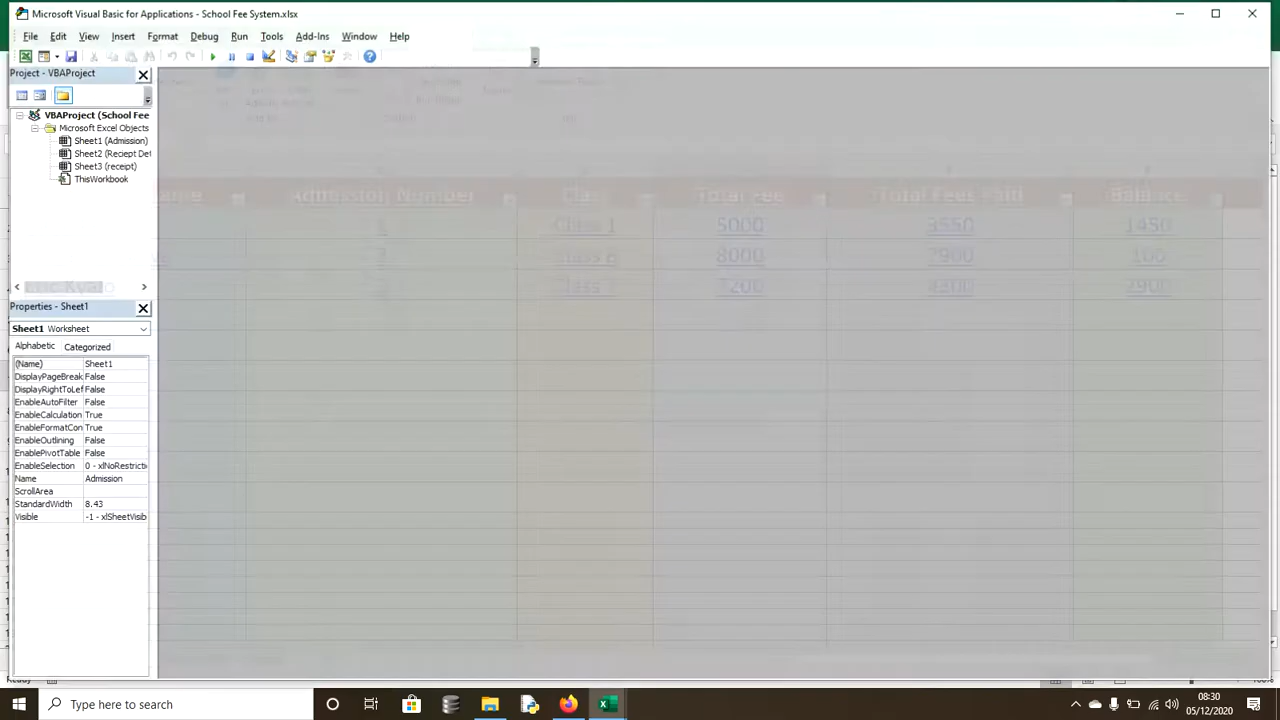 Microsoft Visual Basic for Applications - School Fee System.xlsx
File Edit View Insert Format Debug Run Tools Add-Ins Window Help
Project - VBAProject
VBAProject (School Fee
Microsoft Excel Objects
Sheet1 (Admission)
Sheet2 (Reciept Det
Sheet3 (receipt)
ThisWorkbook
Admission Number Class Total Fee Total Fees Paid Balance
1 Class 1 5000 3550 1450
2 8000 7900 100
7200 2900
Properties - Sheet1
Sheet1 Worksheet
Alphabetic Categorized
(Name) Sheet1
DisplayPageBreak False
DisplayRightToLef False
EnableAutoFilter False
EnableCalculation True
EnableFormatCon True
EnableOutlining False
EnablePivotTable False
EnableSelection 0 - xlNoRestricti
Name Admission
ScrollArea
StandardWidth 8.43
Visible -1 - xlSheetVisib
Ready
Type here to search
08:30
05/12/2020